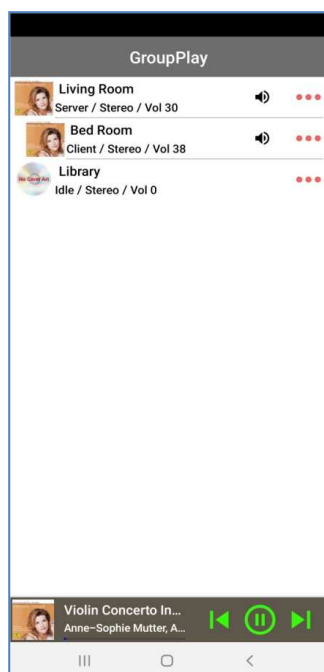 GroupPlay
Living Room
Server / Stereo / Vol 30
Bed Room
Client / Stereo / Vol 38
Library
No Cover Art
Idle / Stereo / Vol 0
Violin Concerto In...
Anne-Sophie Mutter, A...